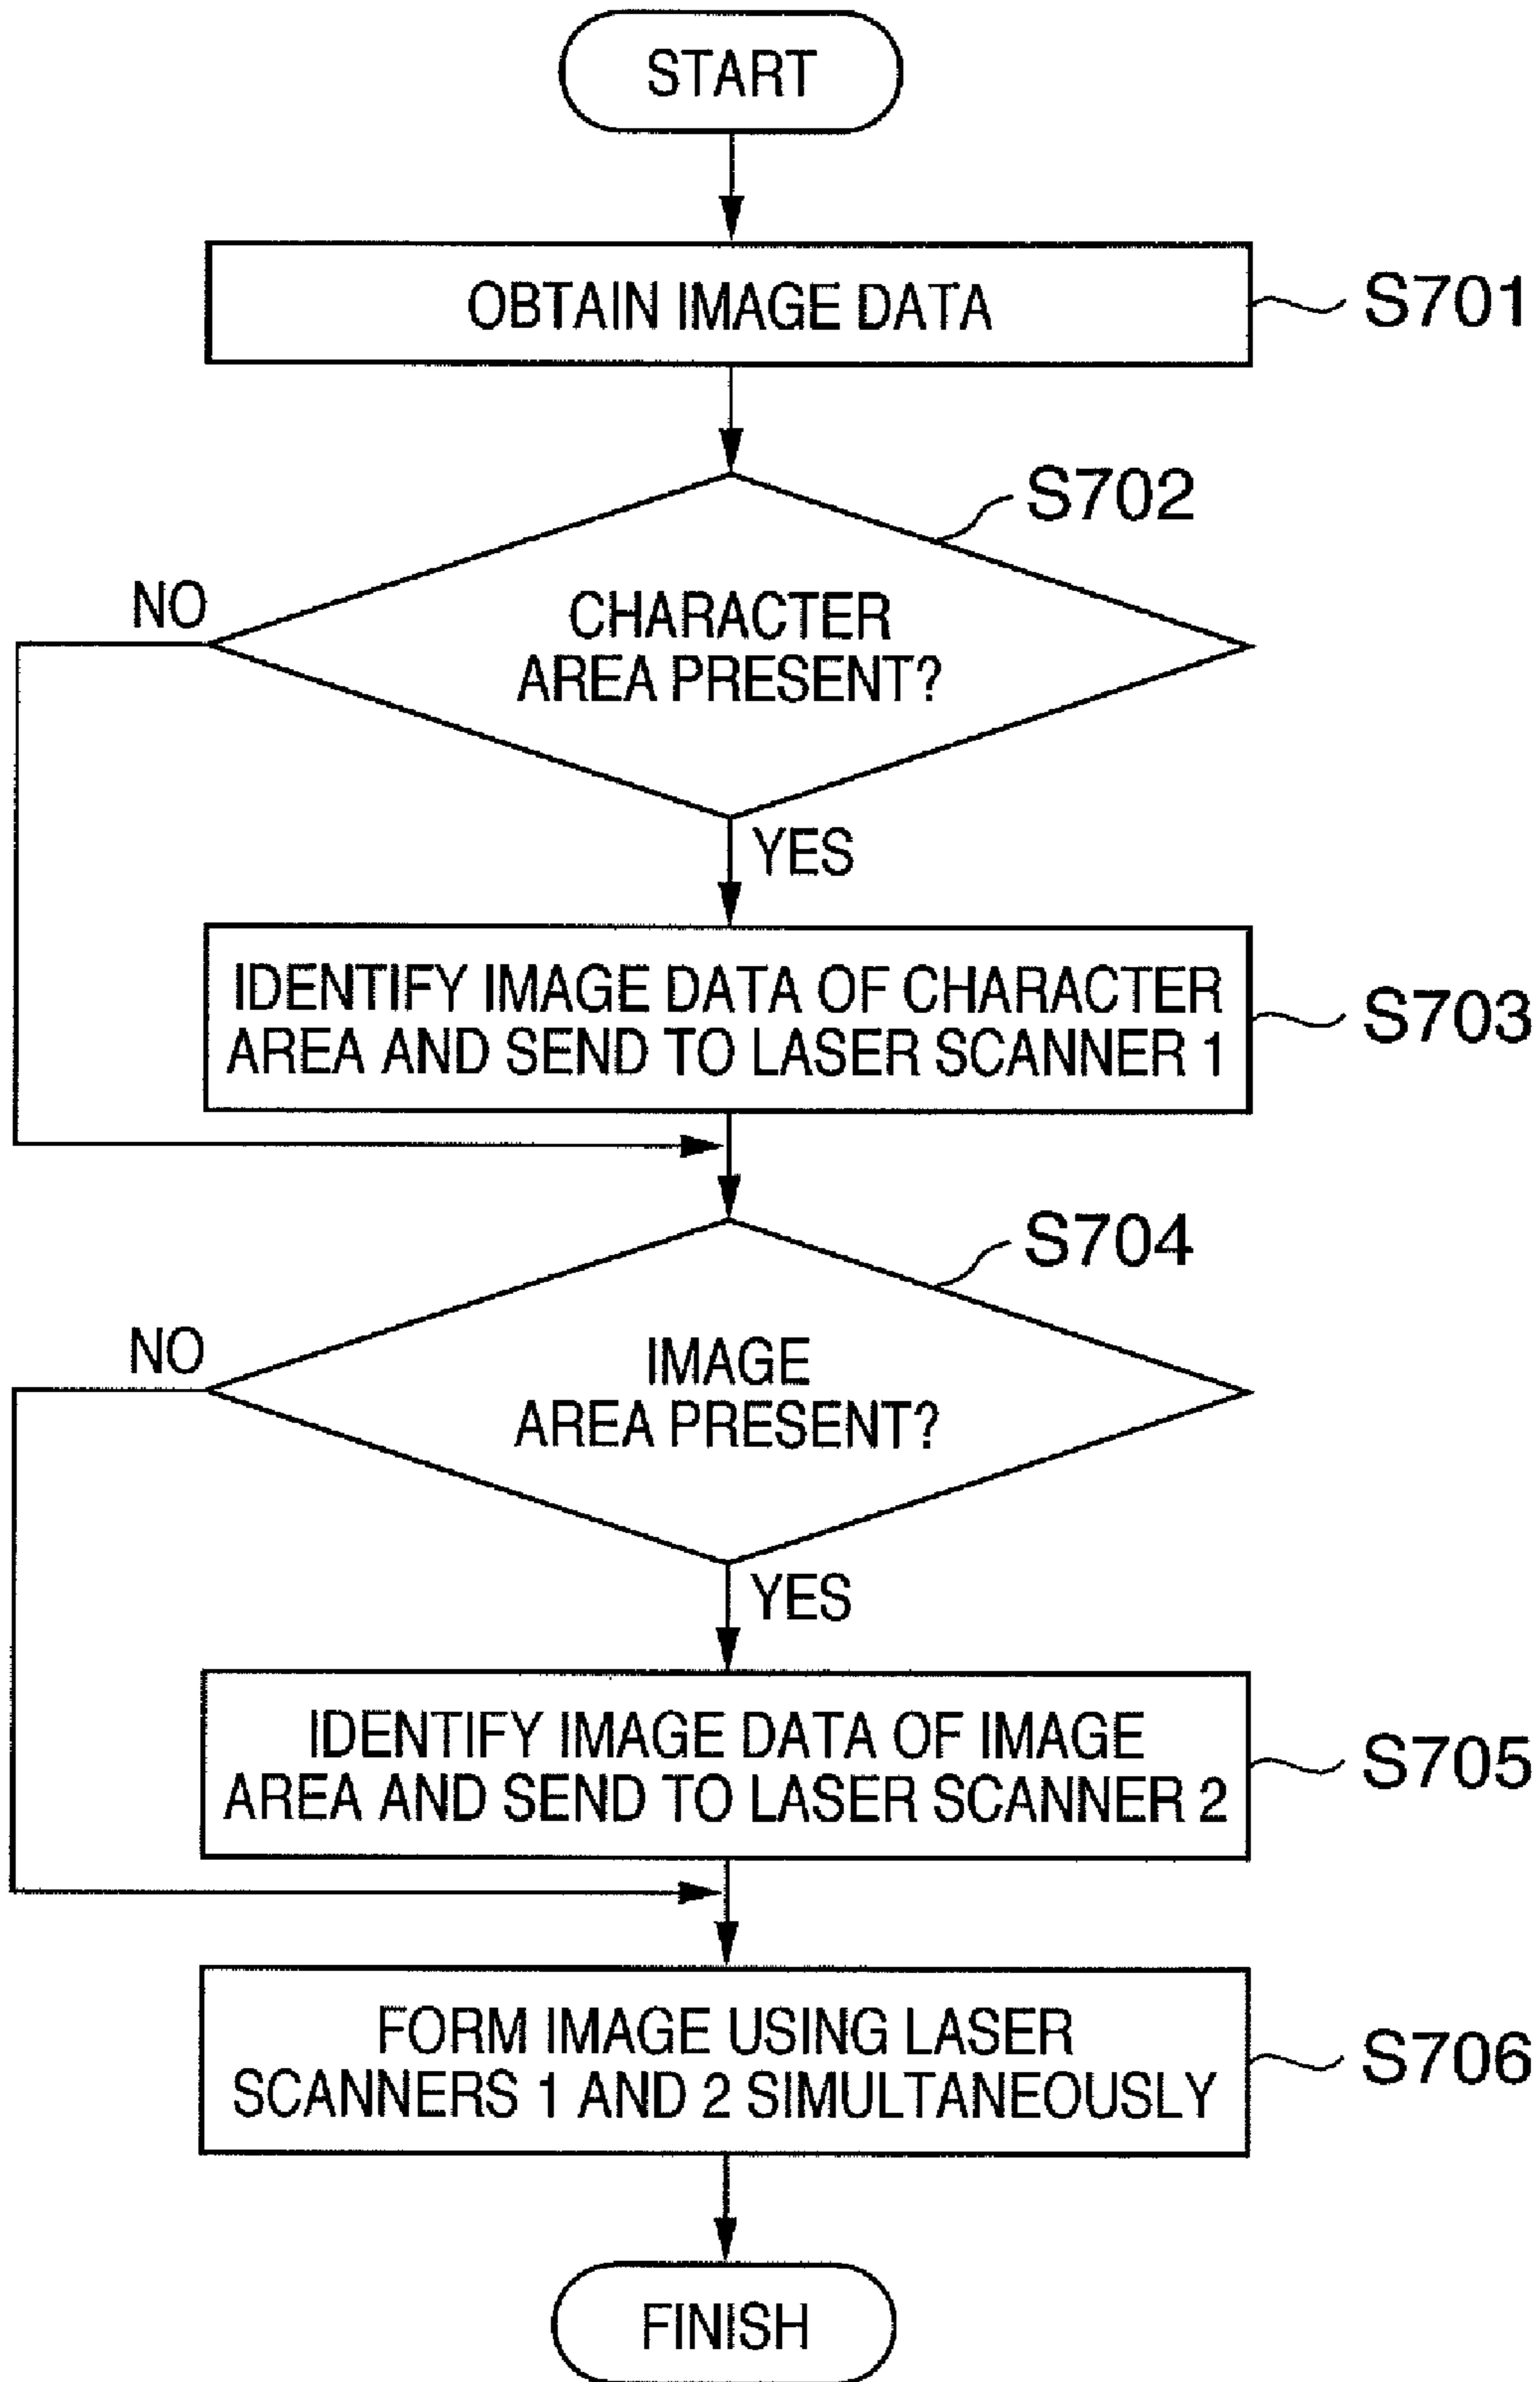 START
OBTAIN IMAGE DATA
S701
S702
NO
CHARACTER
AREA PRESENT?
YES
IDENTIFY IMAGE DATA OF CHARACTER
AREA AND SEND TO LASER SCANNER 1
S703
S704
NO
IMAGE
AREA PRESENT?
YES
IDENTIFY IMAGE DATA OF IMAGE
AREA AND SEND TO LASER SCANNER 2
S705
FORM IMAGE USING LASER
SCANNERS 1 AND 2 SIMULTANEOUSLY
S706
FINISH